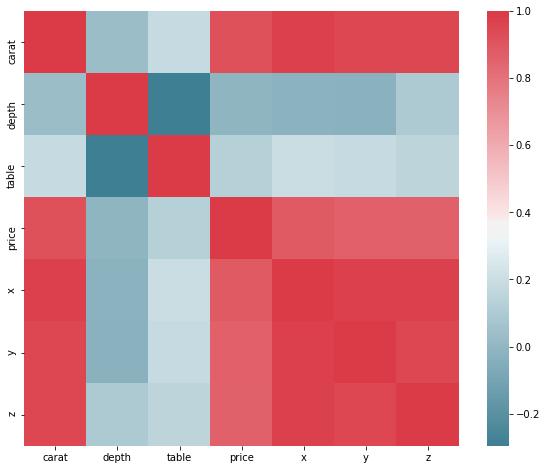 carat
depth
table
price
x
y
z
carat depth table price x y z
1.0
0.8
0.6
0.4
0.2
0.0
−0.2